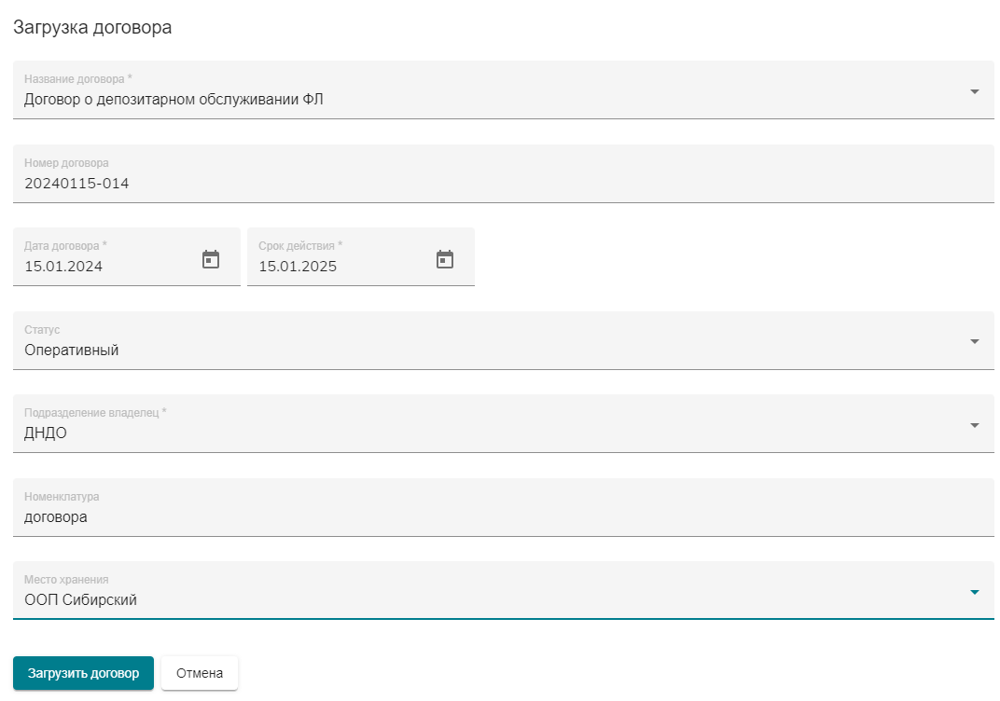 Загрузка договора
Название договора *
Договор о депозитарном обслуживании ФЛ
Номер договора
20240115-014
Дата договора *
15.01.2024
Срок действия *
15.01.2025
Статус
Оперативный
Подразделение владелец *
ДНДО
Номенклатура
договора
Место хранения
ООП Сибирский
Загрузить договор
Отмена